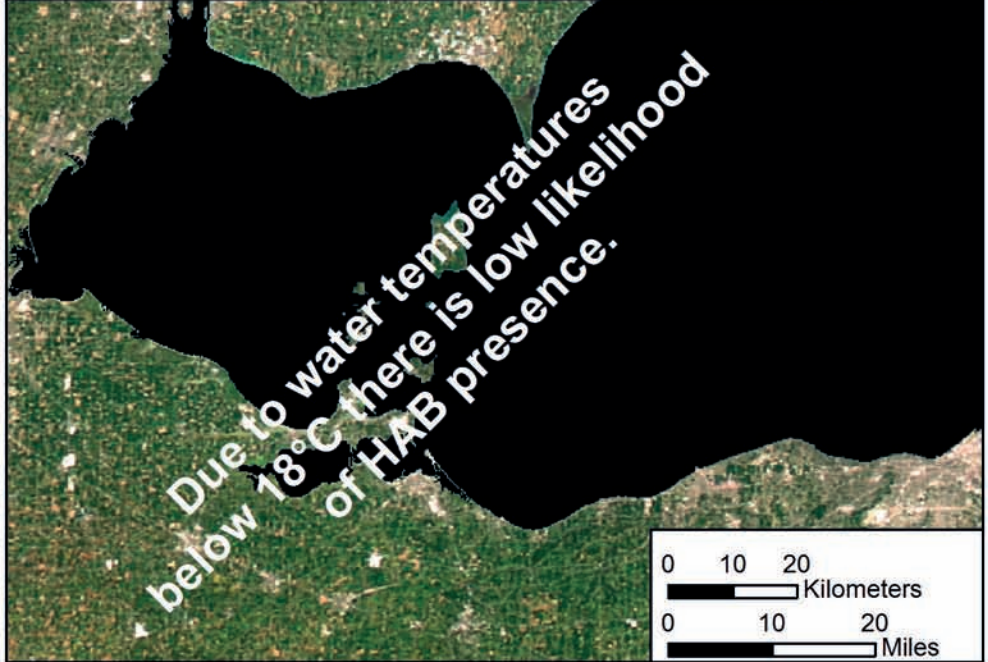 Due to water temperatures
below 18°C there is low likelihood
of HAB presence.
0 10 20
Kilometers
0 10 20
Miles